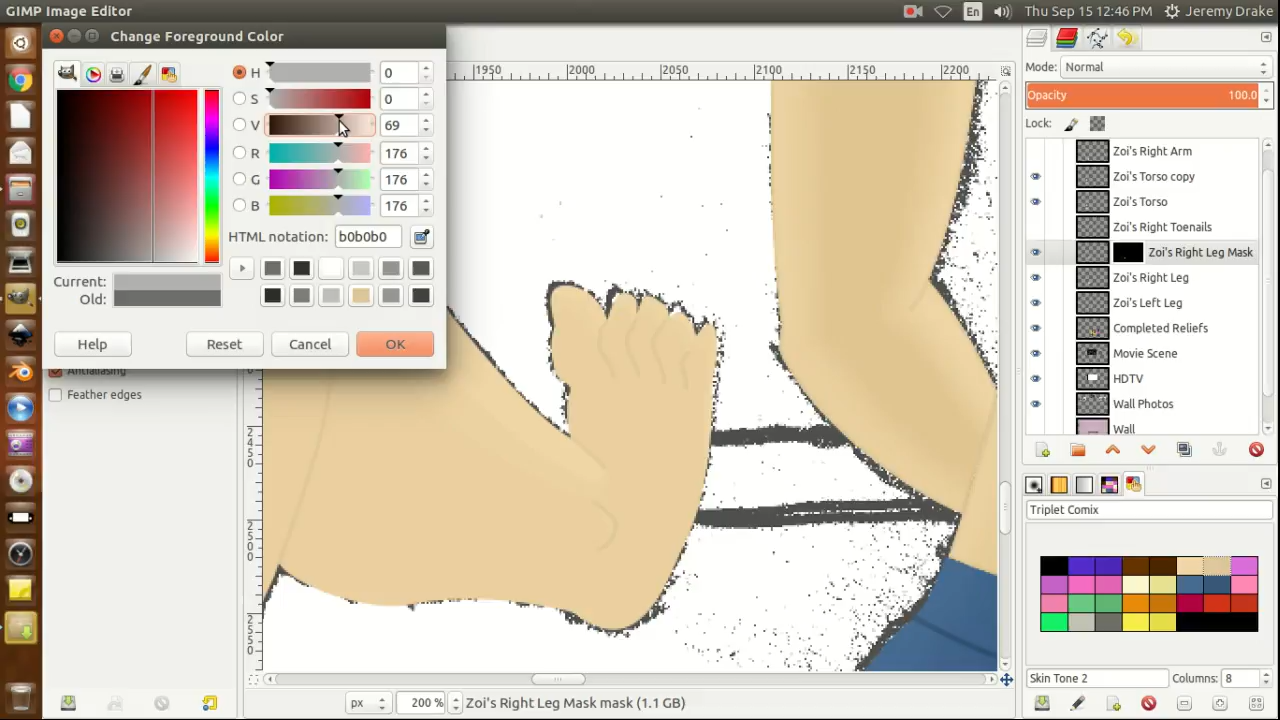 GIMP Image Editor
En
Thu Sep 15 12:46 PM
Jeremy Drake
Change Foreground Color
H 0
S 0
V 69
R 176
G 176
B 176
HTML notation: b0b0b0
Current:
Old:
Help
Reset
Cancel
OK
Antialiasing
Feather edges
1950
2000
2050
2100
2150
2200
Mode: Normal
Opacity 100.0
Lock:
Zoi's Right Arm
Zoi's Torso copy
Zoi's Torso
Zoi's Right Toenails
Zoi's Right Leg Mask
Zoi's Right Leg
Zoi's Left Leg
Completed Reliefs
Movie Scene
HDTV
Wall Photos
Wall
Triplet Comix
Skin Tone 2
Columns: 8
px
200 %
Zoi's Right Leg Mask mask (1.1 GB)